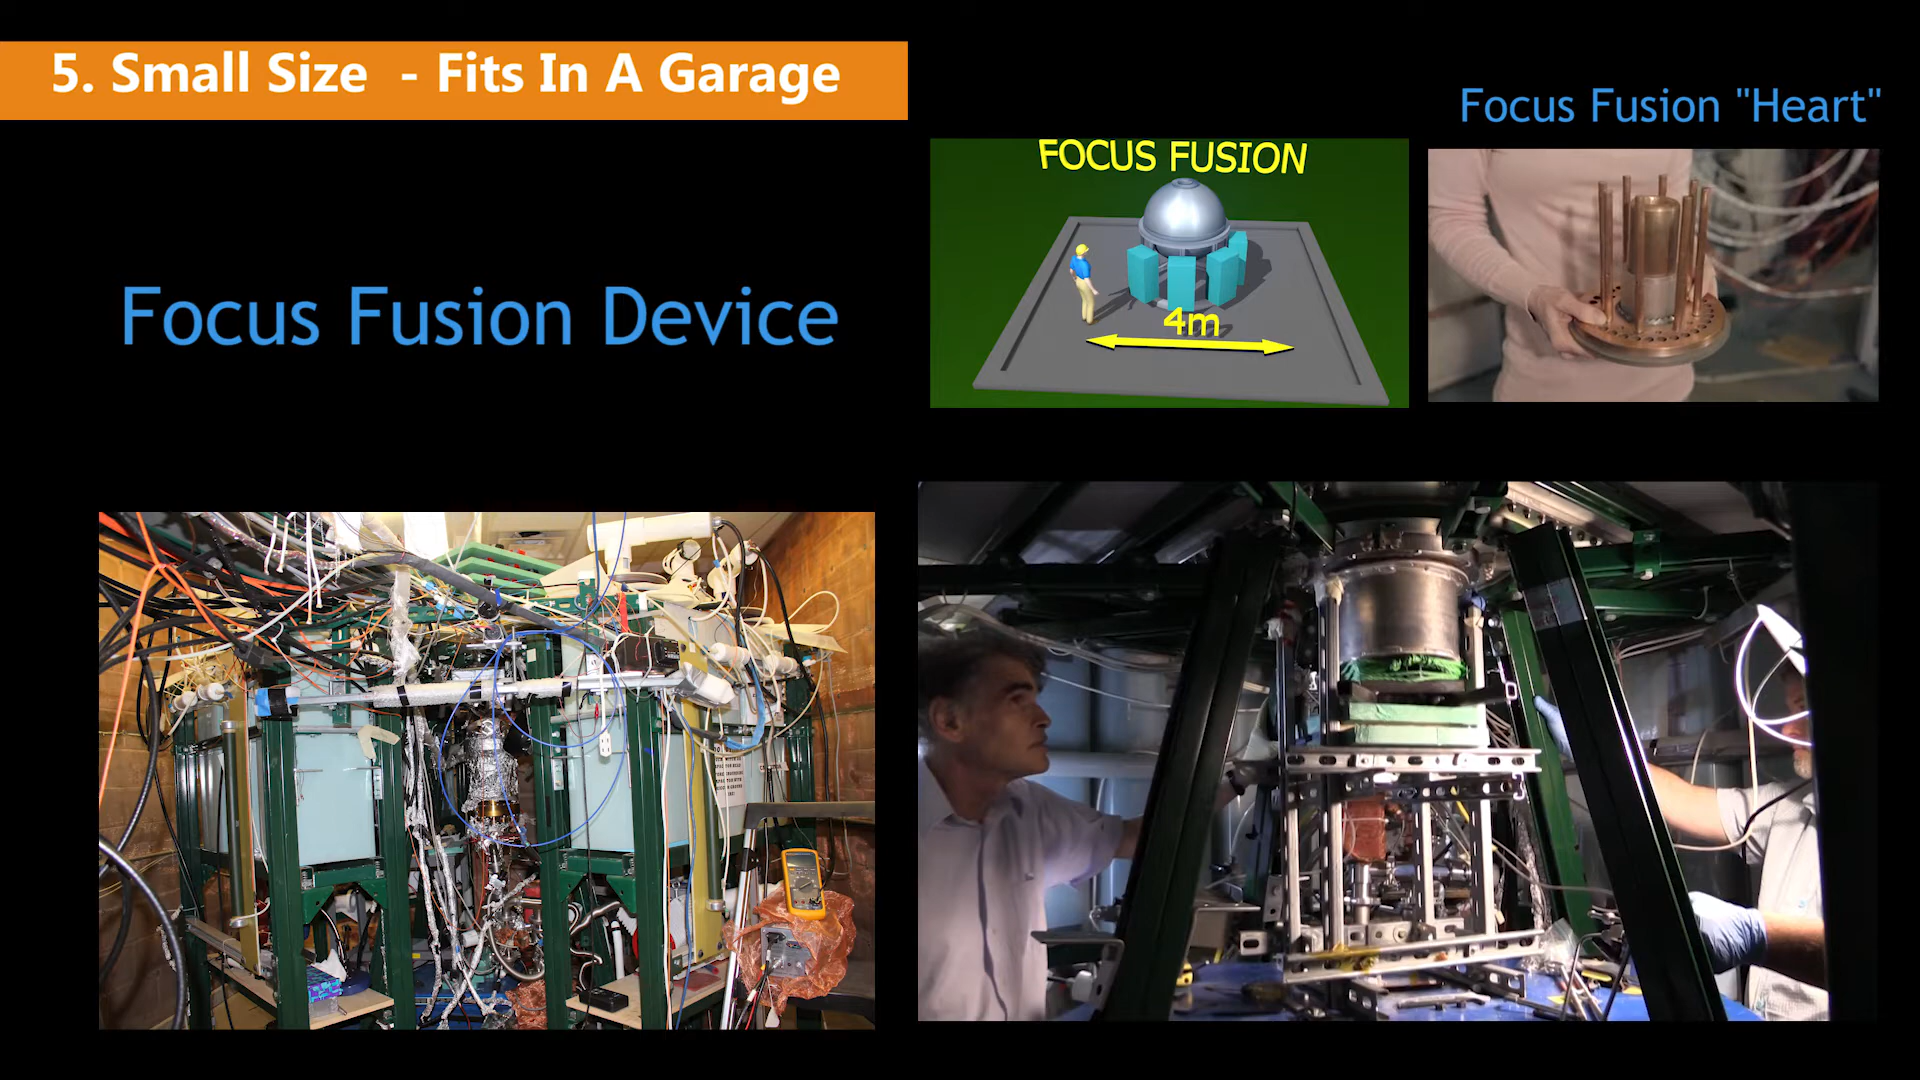 5. Small Size - Fits In A Garage
Focus Fusion "Heart"
FOCUS FUSION
4m
Focus Fusion Device